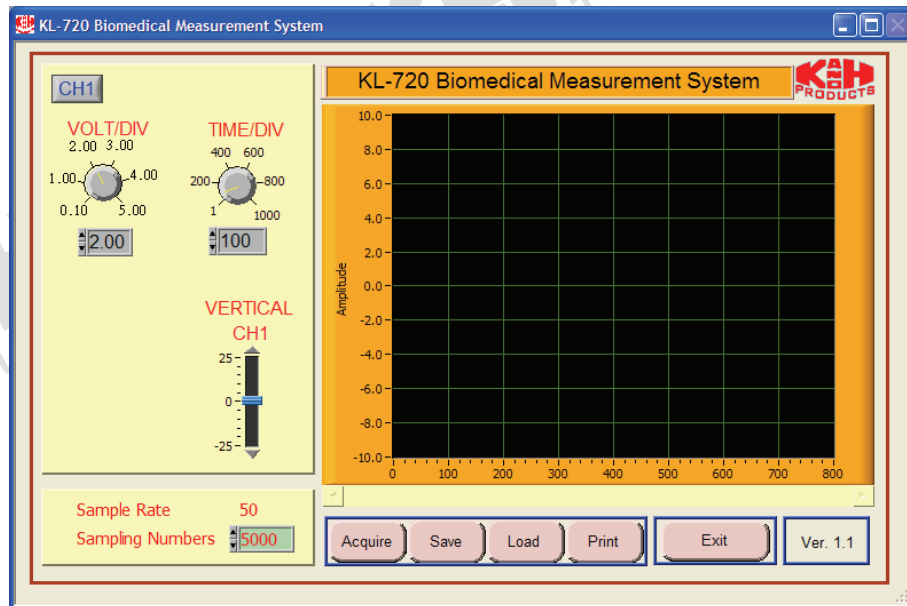 KL-720 Biomedical Measurement System
CH1
KL-720 Biomedical Measurement System
K AND H
PRODUCTS
VOLT/DIV
TIME/DIV
2.00 3.00
1.00 4.00
0.10 5.00
2.00
400 600
200 800
1 1000
100
VERTICAL
CH1
25
0
-25
Amplitude
10.0
8.0
6.0
4.0
2.0
0.0
-2.0
-4.0
-6.0
-8.0
-10.0
0 100 200 300 400 500 600 700 800
Sample Rate 50
Sampling Numbers 5000
Acquire Save Load Print Exit Ver. 1.1